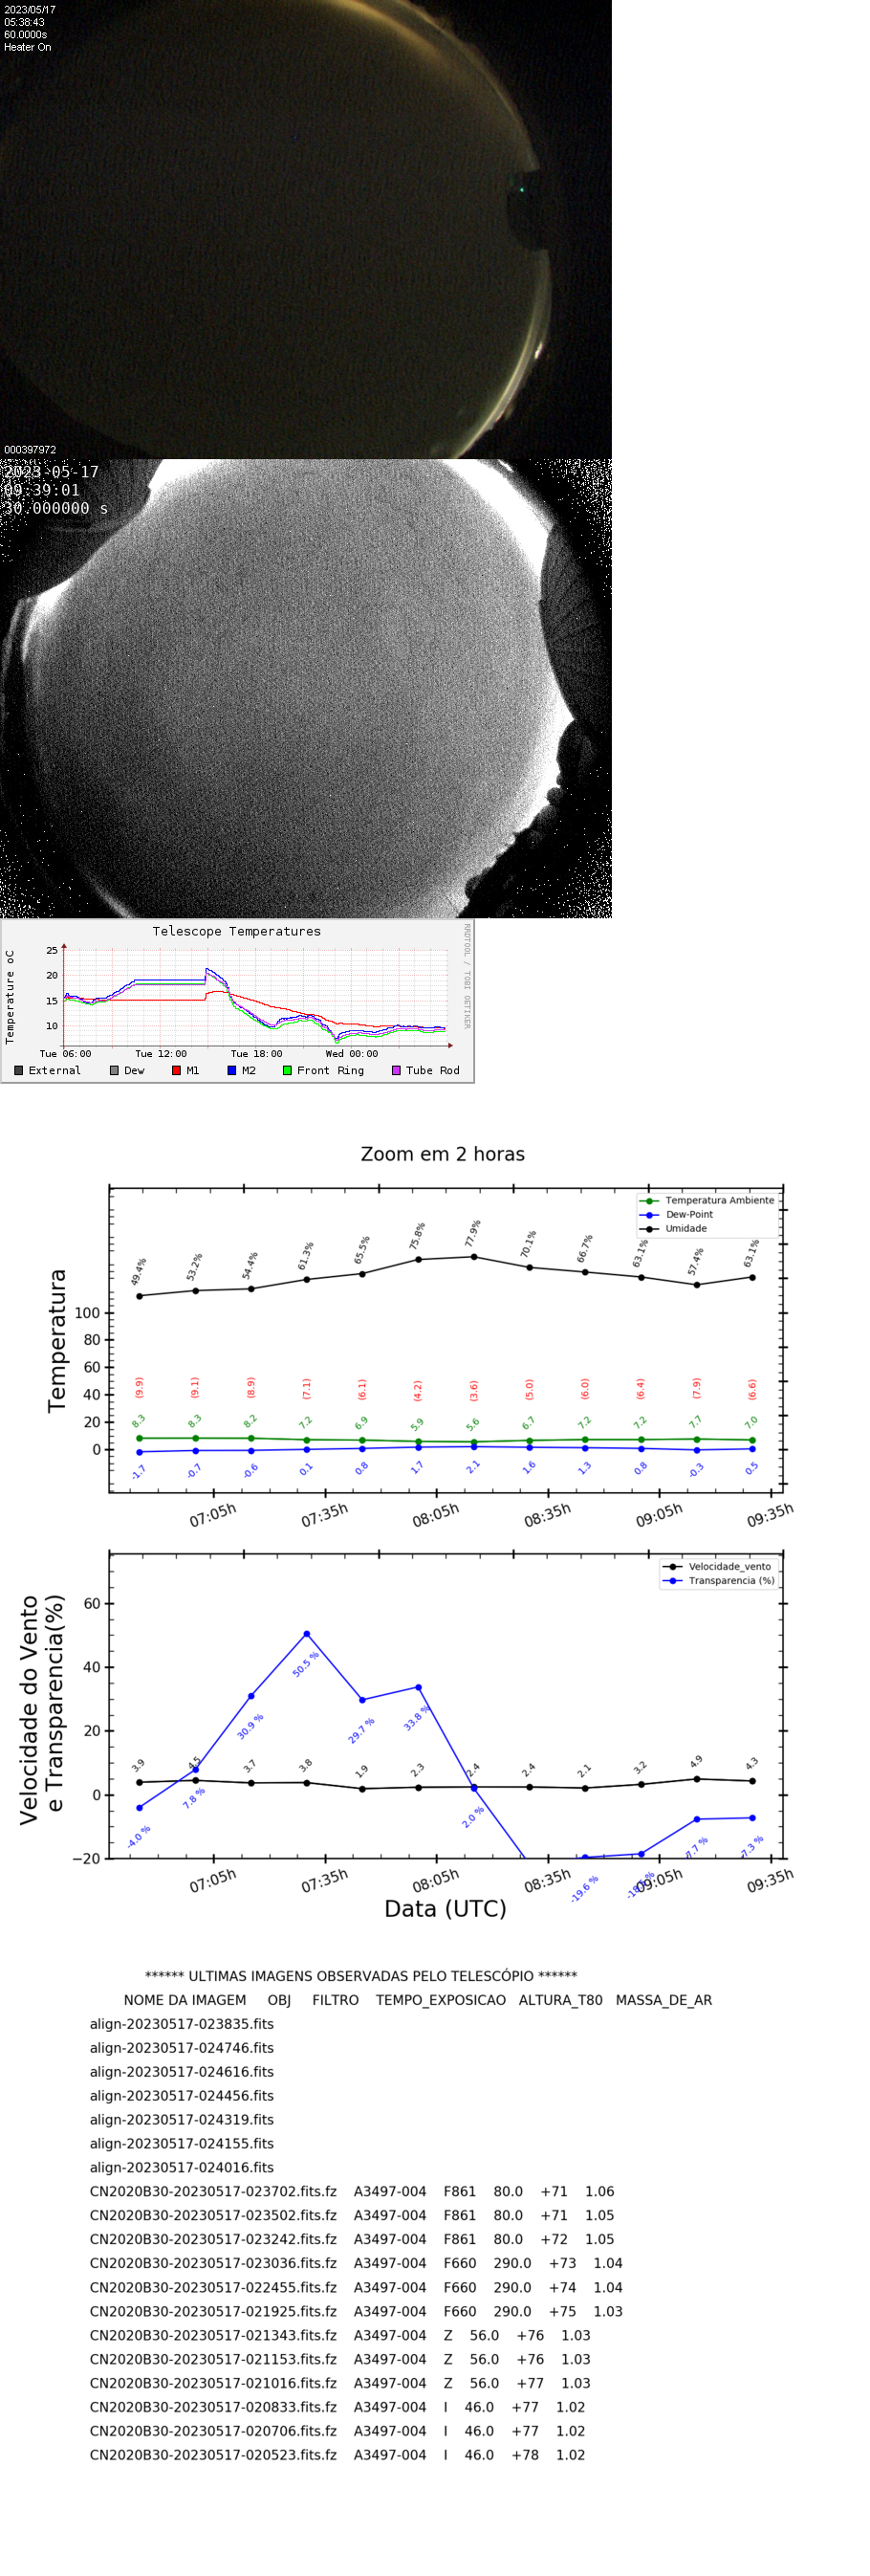 2023/05/17
05:38:43
60.0000s
Heater On
000397972
2023-05-17
09:39:01
30.000000 s
Telescope Temperatures
RRDTOOL / TOBI OETIKER
Temperature oC
25
20
15
10
Tue 06:00 Tue 12:00 Tue 18:00 Wed 00:00
External Dew M1 M2 Front Ring Tube Rod
Zoom em 2 horas
Temperatura Ambiente
Dew-Point
Umidade
49.4% 53.2% 54.4% 61.3% 65.5% 75.8% 77.9% 70.1% 66.7% 63.1% 57.4% 63.1%
Temperatura
100
80
60
40
20
0
(9.9) (9.1) (8.9) (7.1) (6.1) (4.2) (3.6) (5.0) (6.0) (6.4) (7.9) (6.6)
8.3 8.3 8.2 7.2 6.9 5.9 5.6 6.7 7.2 7.2 7.7 7.0
-1.7 -0.7 -0.6 0.1 0.8 1.7 2.1 1.6 1.3 0.8 -0.3 0.5
07:05h 07:35h 08:05h 08:35h 09:05h 09:35h
Velocidade_vento
Transparencia (%)
Velocidade do Vento
e Transparencia(%)
60
40
20
0
−20
3.9 4.5 3.7 3.8 1.9 2.3 2.4 2.4 2.1 3.2 4.9 4.3
-4.0 % 7.8 % 30.9 % 50.5 % 29.7 % 33.8 % 2.0 % -19.6 % -7.7 % -7.3 %
07:05h 07:35h 08:05h 08:35h 09:05h 09:35h
Data (UTC)
****** ULTIMAS IMAGENS OBSERVADAS PELO TELESCÓPIO ******
NOME DA IMAGEM OBJ FILTRO TEMPO_EXPOSICAO ALTURA_T80 MASSA_DE_AR
align-20230517-023835.fits
align-20230517-024746.fits
align-20230517-024616.fits
align-20230517-024456.fits
align-20230517-024319.fits
align-20230517-024155.fits
align-20230517-024016.fits
CN2020B30-20230517-023702.fits.fz A3497-004 F861 80.0 +71 1.06
CN2020B30-20230517-023502.fits.fz A3497-004 F861 80.0 +71 1.05
CN2020B30-20230517-023242.fits.fz A3497-004 F861 80.0 +72 1.05
CN2020B30-20230517-023036.fits.fz A3497-004 F660 290.0 +73 1.04
CN2020B30-20230517-022455.fits.fz A3497-004 F660 290.0 +74 1.04
CN2020B30-20230517-021925.fits.fz A3497-004 F660 290.0 +75 1.03
CN2020B30-20230517-021343.fits.fz A3497-004 Z 56.0 +76 1.03
CN2020B30-20230517-021153.fits.fz A3497-004 Z 56.0 +76 1.03
CN2020B30-20230517-021016.fits.fz A3497-004 Z 56.0 +77 1.03
CN2020B30-20230517-020833.fits.fz A3497-004 I 46.0 +77 1.02
CN2020B30-20230517-020706.fits.fz A3497-004 I 46.0 +77 1.02
CN2020B30-20230517-020523.fits.fz A3497-004 I 46.0 +78 1.02